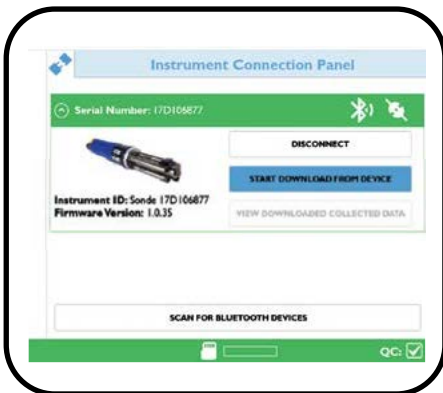 Instrument Connection Panel
Serial Number: 17D106877
DISCONNECT
START DOWNLOAD FROM DEVICE
Instrument ID: Sonde 17D106877
Firmware Version: 1.0.35
VIEW DOWNLOADED COLLECTED DATA
SCAN FOR BLUETOOTH DEVICES
QC: